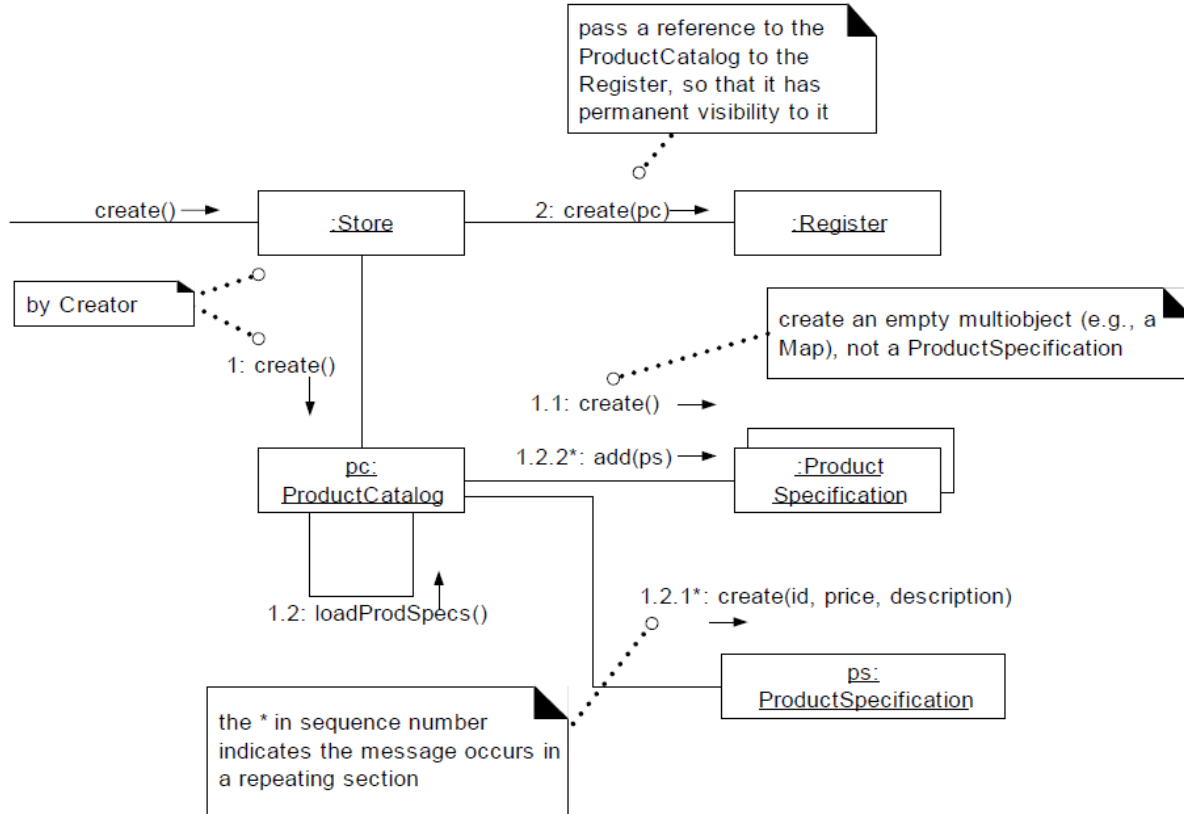 pass a reference to the
ProductCatalog to the
Register, so that it has
permanent visibility to it
create()
:Store
2: create(pc)
:Register
by Creator
create an empty multiobject (e.g., a
Map), not a ProductSpecification
1: create()
1.1: create()
1.2.2*: add(ps)
pc:
ProductCatalog
:Product
Specification
1.2: loadProdSpecs()
1.2.1*: create(id, price, description)
ps:
ProductSpecification
the * in sequence number
indicates the message occurs in
a repeating section